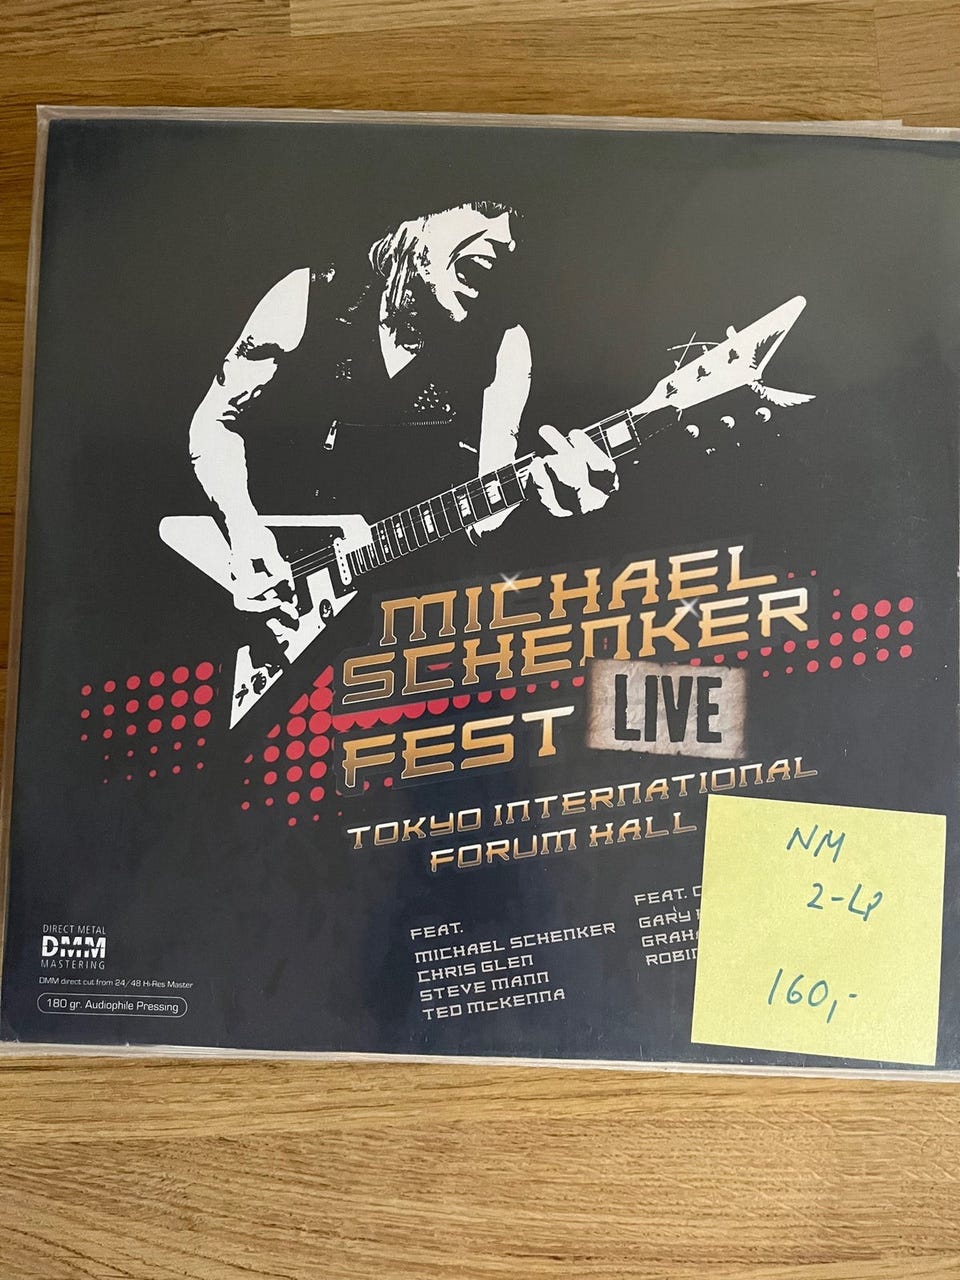 MICHAEL
SCHENKER
FEST LIVE
TOKYO INTERNATIONAL
FORUM HALL
FEAT.
MICHAEL SCHENKER
CHRIS GLEN
STEVE MANN
TED McKENNA
FEAT.
GARY
ROBIN
DIRECT METAL
DMM
MASTERING
DMM direct cut from 24/48 Hi-Res Master
180 gr. Audiophile Pressing
NM
2-LP
160,-